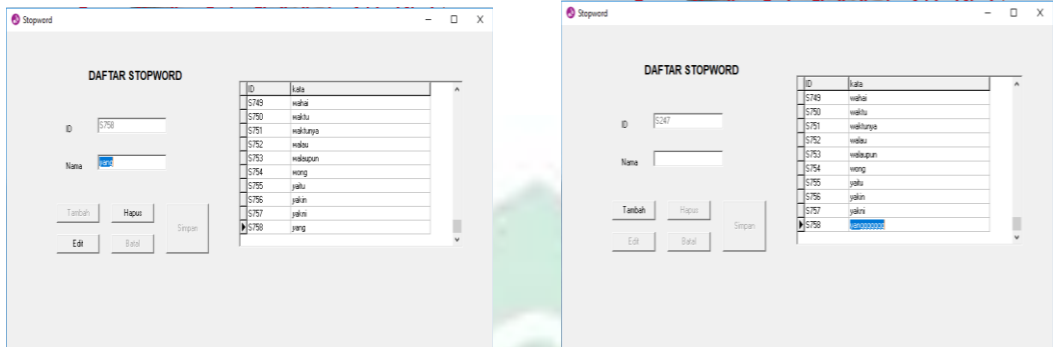 Stopword
DAFTAR STOPWORD
ID S758
Nama yang
Tambah Hapus Simpan
Edit Batal
ID kata
S749 wahai
S750 waktu
S751 waktunya
S752 walau
S753 walaupun
S754 wong
S755 yaitu
S756 yakin
S757 yakni
S758 yang
Stopword
DAFTAR STOPWORD
ID S247
Nama
Tambah Hapus Simpan
Edit Batal
ID kata
S749 wahai
S750 waktu
S751 waktunya
S752 walau
S753 walaupun
S754 wong
S755 yaitu
S756 yakin
S757 yakni
S758